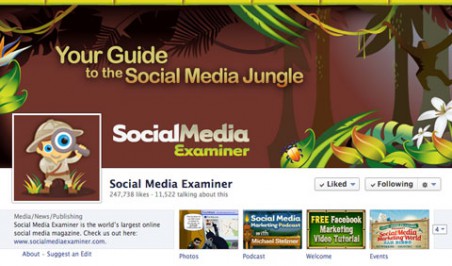 Your Guide
to the Social Media Jungle
SocialMedia
Examiner
Social Media Examiner
247,738 likes · 11,522 talking about this
✓ Liked
✓ Following
Media/News/Publishing
Social Media Examiner is the world's largest online
social media magazine. Check us out here:
www.socialmediaexaminer.com.
About - Suggest an Edit
Social Media
Marketing Podcast
with
Michael Stelzner
FREE Facebook
Marketing
Video Tutorial
Social Media
Marketing World
4
Photos
Podcast
Welcome
Events